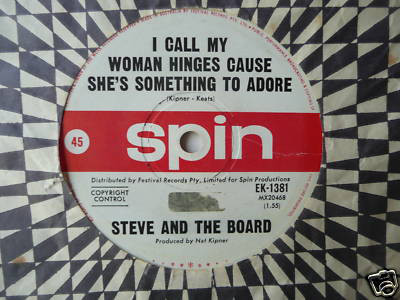 I CALL MY
WOMAN HINGES CAUSE
SHE'S SOMETHING TO ADORE
(Kipner - Keats)
45
spin
Distributed by Festival Records Pty. Limited for Spin Productions
COPYRIGHT
CONTROL
EK-1381
MX20468
(1.55)
STEVE AND THE BOARD
Produced by Nat Kipner